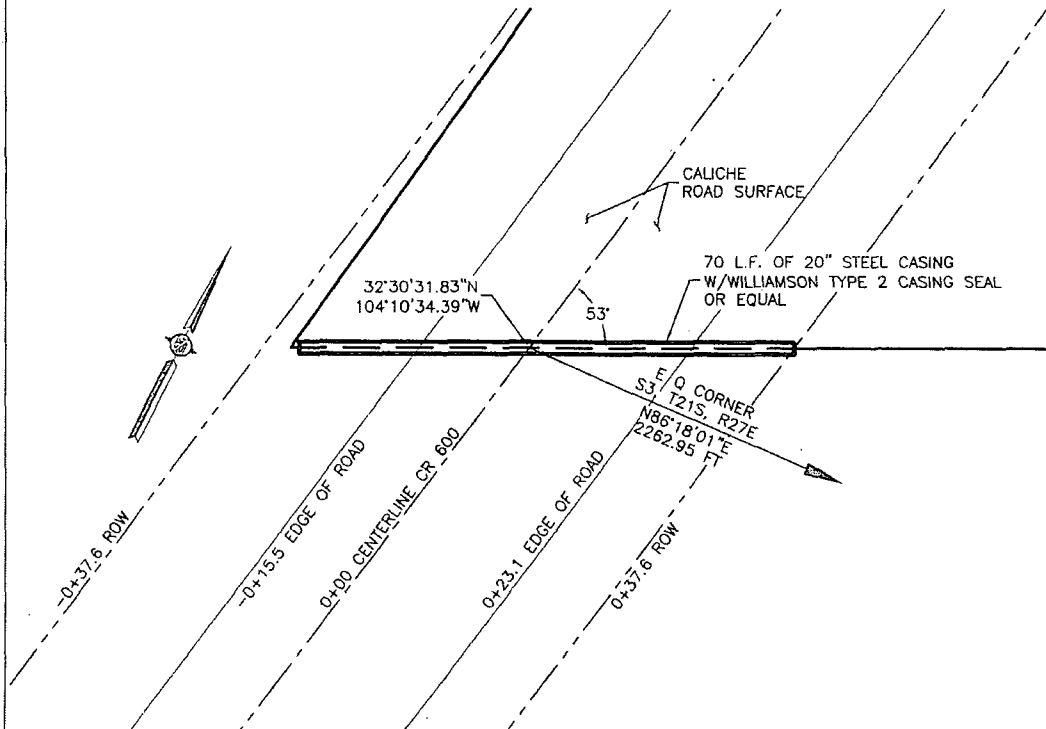 CALICHE
ROAD SURFACE
70 L.F. OF 20" STEEL CASING
W/WILLIAMSON TYPE 2 CASING SEAL
OR EQUAL
32°30'31.83"N
104°10'34.39"W
53°
E Q CORNER
S3, T21S, R27E
N86°18'01"E
2262.95 FT
-0+37.6 ROW
-0+15.5 EDGE OF ROAD
0+00 CENTERLINE CR 600
0+23.1 EDGE OF ROAD
0+37.6 ROW